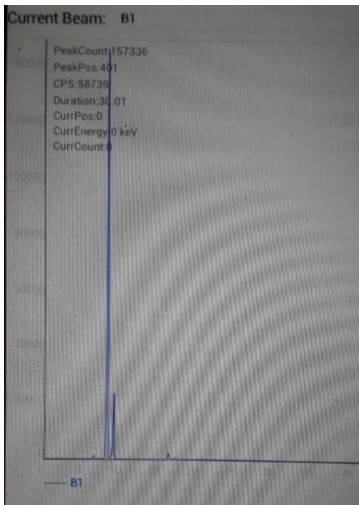 Current Beam: B1
PeakCount:157336
PeakPos:401
CPS:58739
Duration:30.01
CurrPos:0
CurrEnergy:0 keV
CurrCount:0
B1